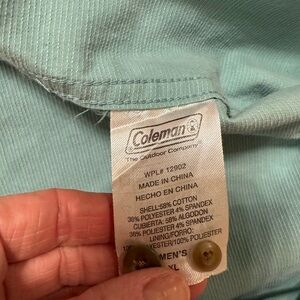 Coleman
The Outdoor Company
WPL# 12902
MADE IN CHINA
HECHO EN CHINA
SHELL:58% COTTON
38% POLYESTER 4% SPANDEX
CUBIERTA: 58% ALGODON
38% POLYESTER 4% SPANDEX
LINING/FORRO:
100% POLYESTER/100% POLIESTER
MEN'S
XL